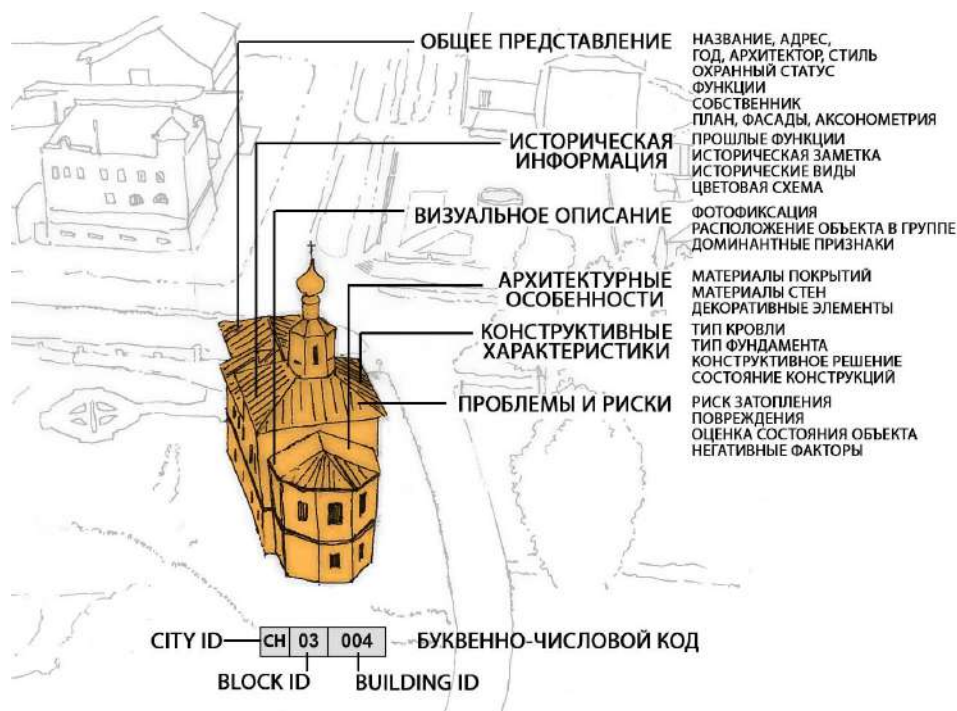 ОБЩЕЕ ПРЕДСТАВЛЕНИЕ
НАЗВАНИЕ, АДРЕС,
ГОД, АРХИТЕКТОР, СТИЛЬ
ОХРАННЫЙ СТАТУС
ФУНКЦИИ
СОБСТВЕННИК
ПЛАН, ФАСАДЫ, АКСОНОМЕТРИЯ
ИСТОРИЧЕСКАЯ
ИНФОРМАЦИЯ
ПРОШЛЫЕ ФУНКЦИИ
ИСТОРИЧЕСКАЯ ЗАМЕТКА
ИСТОРИЧЕСКИЕ ВИДЫ
ЦВЕТОВАЯ СХЕМА
ВИЗУАЛЬНОЕ ОПИСАНИЕ
ФОТОФИКСАЦИЯ
РАСПОЛОЖЕНИЕ ОБЪЕКТА В ГРУППЕ
ДОМИНАНТНЫЕ ПРИЗНАКИ
АРХИТЕКТУРНЫЕ
ОСОБЕННОСТИ
МАТЕРИАЛЫ ПОКРЫТИЙ
МАТЕРИАЛЫ СТЕН
ДЕКОРАТИВНЫЕ ЭЛЕМЕНТЫ
КОНСТРУКТИВНЫЕ
ХАРАКТЕРИСТИКИ
ТИП КРОВЛИ
ТИП ФУНДАМЕНТА
КОНСТРУКТИВНОЕ РЕШЕНИЕ
СОСТОЯНИЕ КОНСТРУКЦИЙ
ПРОБЛЕМЫ И РИСКИ
РИСК ЗАТОПЛЕНИЯ
ПОВРЕЖДЕНИЯ
ОЦЕНКА СОСТОЯНИЯ ОБЪЕКТА
НЕГАТИВНЫЕ ФАКТОРЫ
CITY ID CH 03 004 БУКВЕННО-ЧИСЛОВОЙ КОД
BLOCK ID BUILDING ID